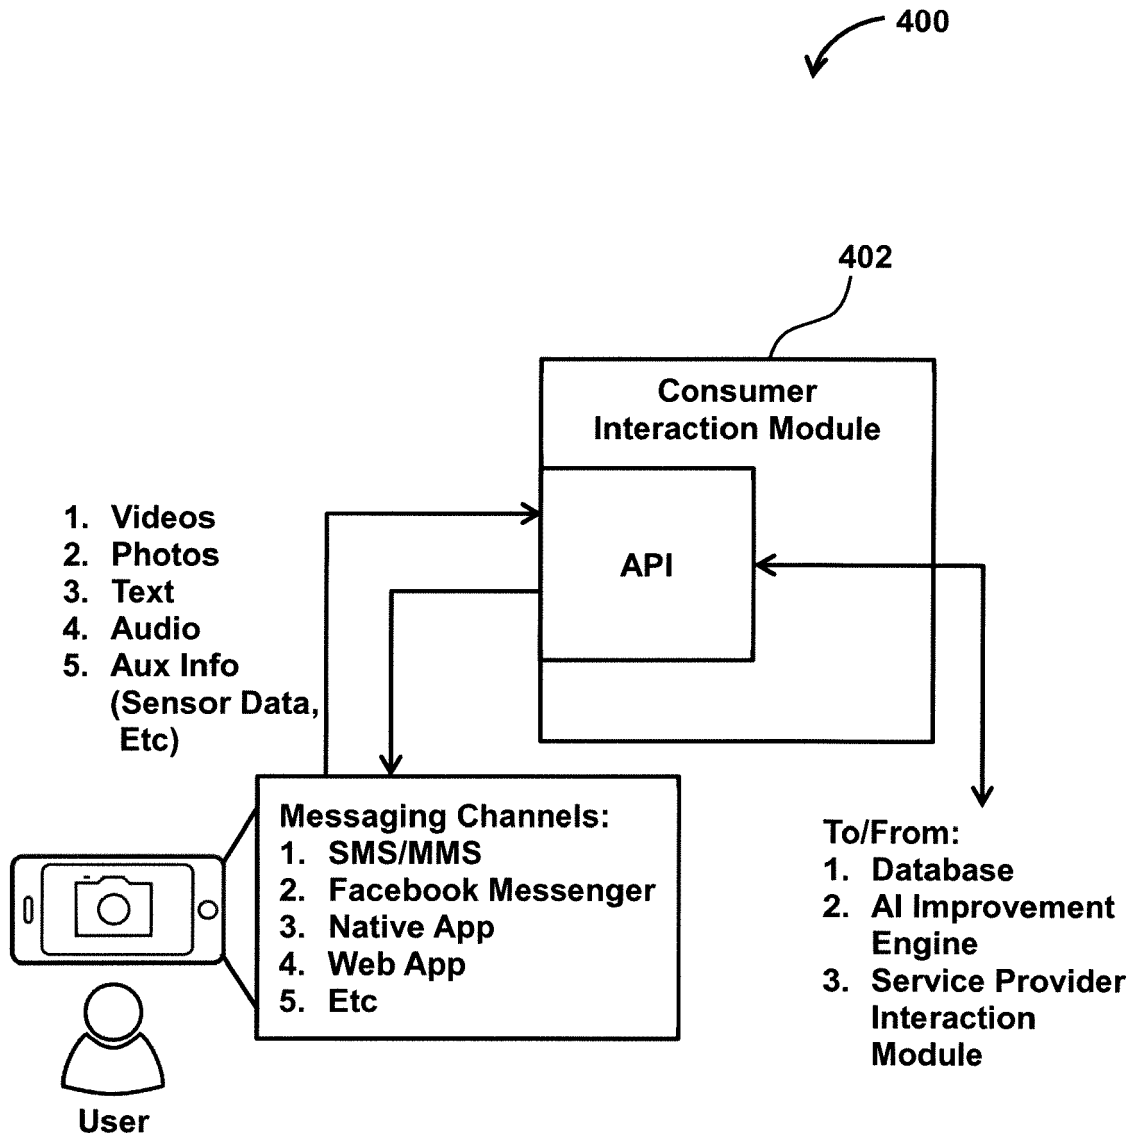 400
402
Consumer
Interaction Module
API
1. Videos
2. Photos
3. Text
4. Audio
5. Aux Info
(Sensor Data,
Etc)
Messaging Channels:
1. SMS/MMS
2. Facebook Messenger
3. Native App
4. Web App
5. Etc
To/From:
1. Database
2. AI Improvement
Engine
3. Service Provider
Interaction
Module
User